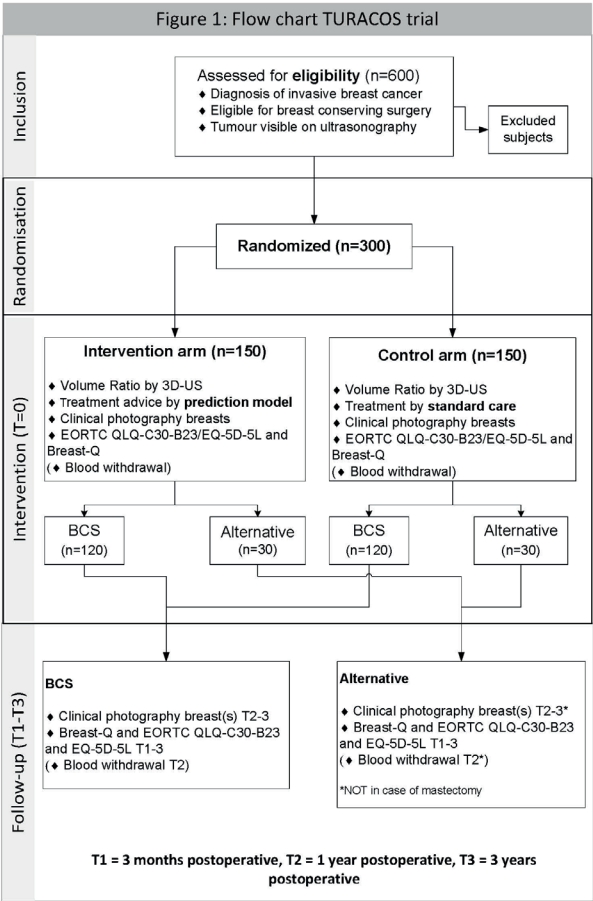 Figure 1: Flow chart TURACOS trial
Inclusion
Assessed for eligibility (n=600)
♦ Diagnosis of invasive breast cancer
♦ Eligible for breast conserving surgery
♦ Tumour visible on ultrasonography
Excluded
subjects
Randomisation
Randomized (n=300)
Intervention (T=0)
Intervention arm (n=150)
♦ Volume Ratio by 3D-US
♦ Treatment advice by prediction model
♦ Clinical photography breasts
♦ EORTC QLQ-C30-B23/EQ-5D-5L and
Breast-Q
(♦ Blood withdrawal)
Control arm (n=150)
♦ Volume Ratio by 3D-US
♦ Treatment by standard care
♦ Clinical photography breasts
♦ EORTC QLQ-C30-B23/EQ-5D-5L and
Breast-Q
(♦ Blood withdrawal)
BCS
(n=120)
Alternative
(n=30)
BCS
(n=120)
Alternative
(n=30)
Follow-up (T1-T3)
BCS
♦ Clinical photography breast(s) T2-3
♦ Breast-Q and EORTC QLQ-C30-B23
and EQ-5D-5L T1-3
(♦ Blood withdrawal T2)
Alternative
♦ Clinical photography breast(s) T2-3*
♦ Breast-Q and EORTC QLQ-C30-B23
and EQ-5D-5L T1-3
(♦ Blood withdrawal T2*)
*NOT in case of mastectomy
T1 = 3 months postoperative, T2 = 1 year postoperative, T3 = 3 years
postoperative